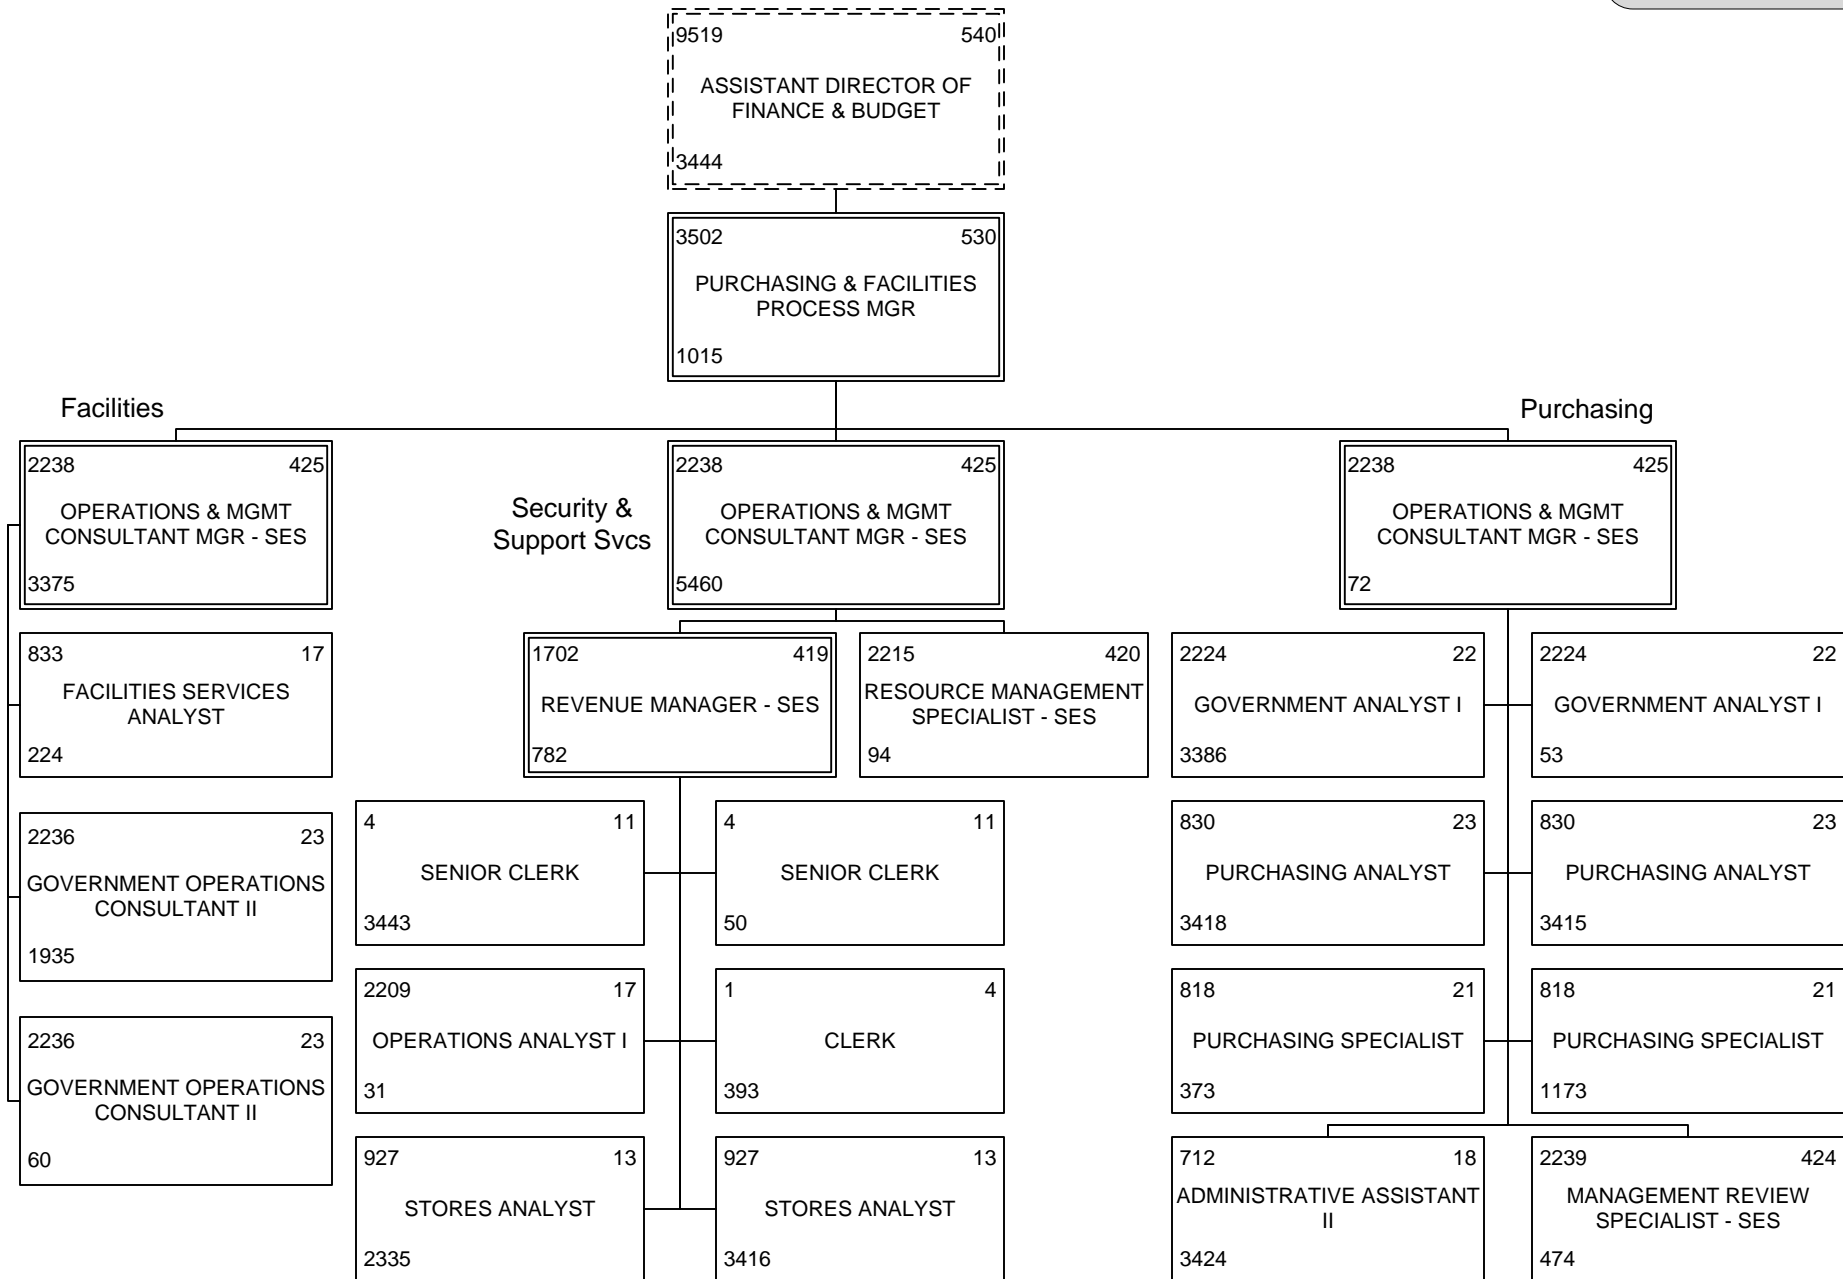 9519 540
ASSISTANT DIRECTOR OF
FINANCE & BUDGET
3444
3502 530
PURCHASING & FACILITIES
PROCESS MGR
1015
Facilities
2238 425
OPERATIONS & MGMT
CONSULTANT MGR - SES
3375
833 17
FACILITIES SERVICES
ANALYST
224
2236 23
GOVERNMENT OPERATIONS
CONSULTANT II
1935
2236 23
GOVERNMENT OPERATIONS
CONSULTANT II
60
Security &
Support Svcs
2238 425
OPERATIONS & MGMT
CONSULTANT MGR - SES
5460
1702 419
REVENUE MANAGER - SES
782
2215 420
RESOURCE MANAGEMENT
SPECIALIST - SES
94
4 11
SENIOR CLERK
3443
4 11
SENIOR CLERK
50
2209 17
OPERATIONS ANALYST I
31
1 4
CLERK
393
927 13
STORES ANALYST
2335
927 13
STORES ANALYST
3416
Purchasing
2238 425
OPERATIONS & MGMT
CONSULTANT MGR - SES
72
2224 22
GOVERNMENT ANALYST I
3386
2224 22
GOVERNMENT ANALYST I
53
830 23
PURCHASING ANALYST
3418
830 23
PURCHASING ANALYST
3415
818 21
PURCHASING SPECIALIST
373
818 21
PURCHASING SPECIALIST
1173
712 18
ADMINISTRATIVE ASSISTANT
II
3424
2239 424
MANAGEMENT REVIEW
SPECIALIST - SES
474